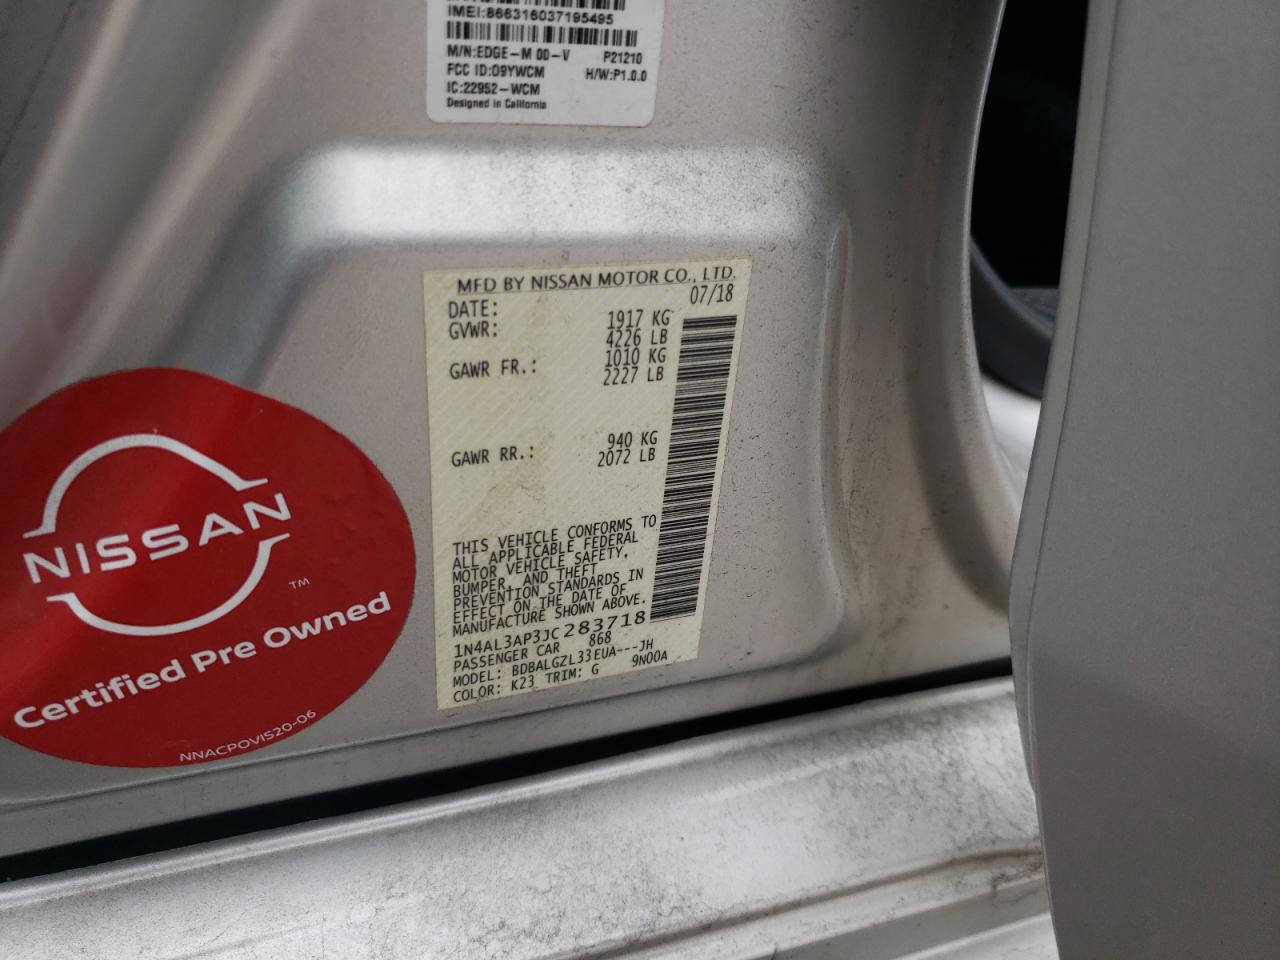 IMEI:866316037195495
M/N:EDGE-M 00-V P21210
FCC ID:O9YWCM H/W:P1.0.0
IC:22952-WCM
Designed in California
MFD BY NISSAN MOTOR CO., LTD.
DATE: 07/18
GVWR: 1917 KG
4226 LB
GAWR FR.: 1010 KG
2227 LB
GAWR RR.: 940 KG
2072 LB
THIS VEHICLE CONFORMS TO
ALL APPLICABLE FEDERAL
MOTOR VEHICLE SAFETY,
BUMPER, AND THEFT
PREVENTION STANDARDS IN
EFFECT ON THE DATE OF
MANUFACTURE SHOWN ABOVE.
1N4AL3AP3JC283718
PASSENGER CAR 868
MODEL: BDBALGZL33EUA---JH
COLOR: K23 TRIM: G 9N00A
NISSAN
TM
Certified Pre Owned
NNACPOVIS20-06